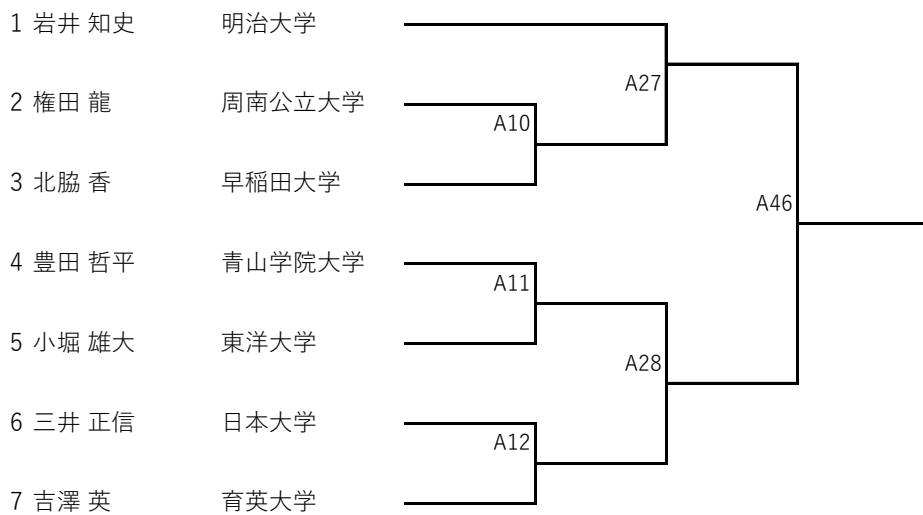 1 岩井 知史 明治大学
A27
2 権田 龍 周南公立大学
A10
3 北脇 香 早稲田大学
A46
4 豊田 哲平 青山学院大学
A11
5 小堀 雄大 東洋大学
A28
6 三井 正信 日本大学
A12
7 吉澤 英 育英大学